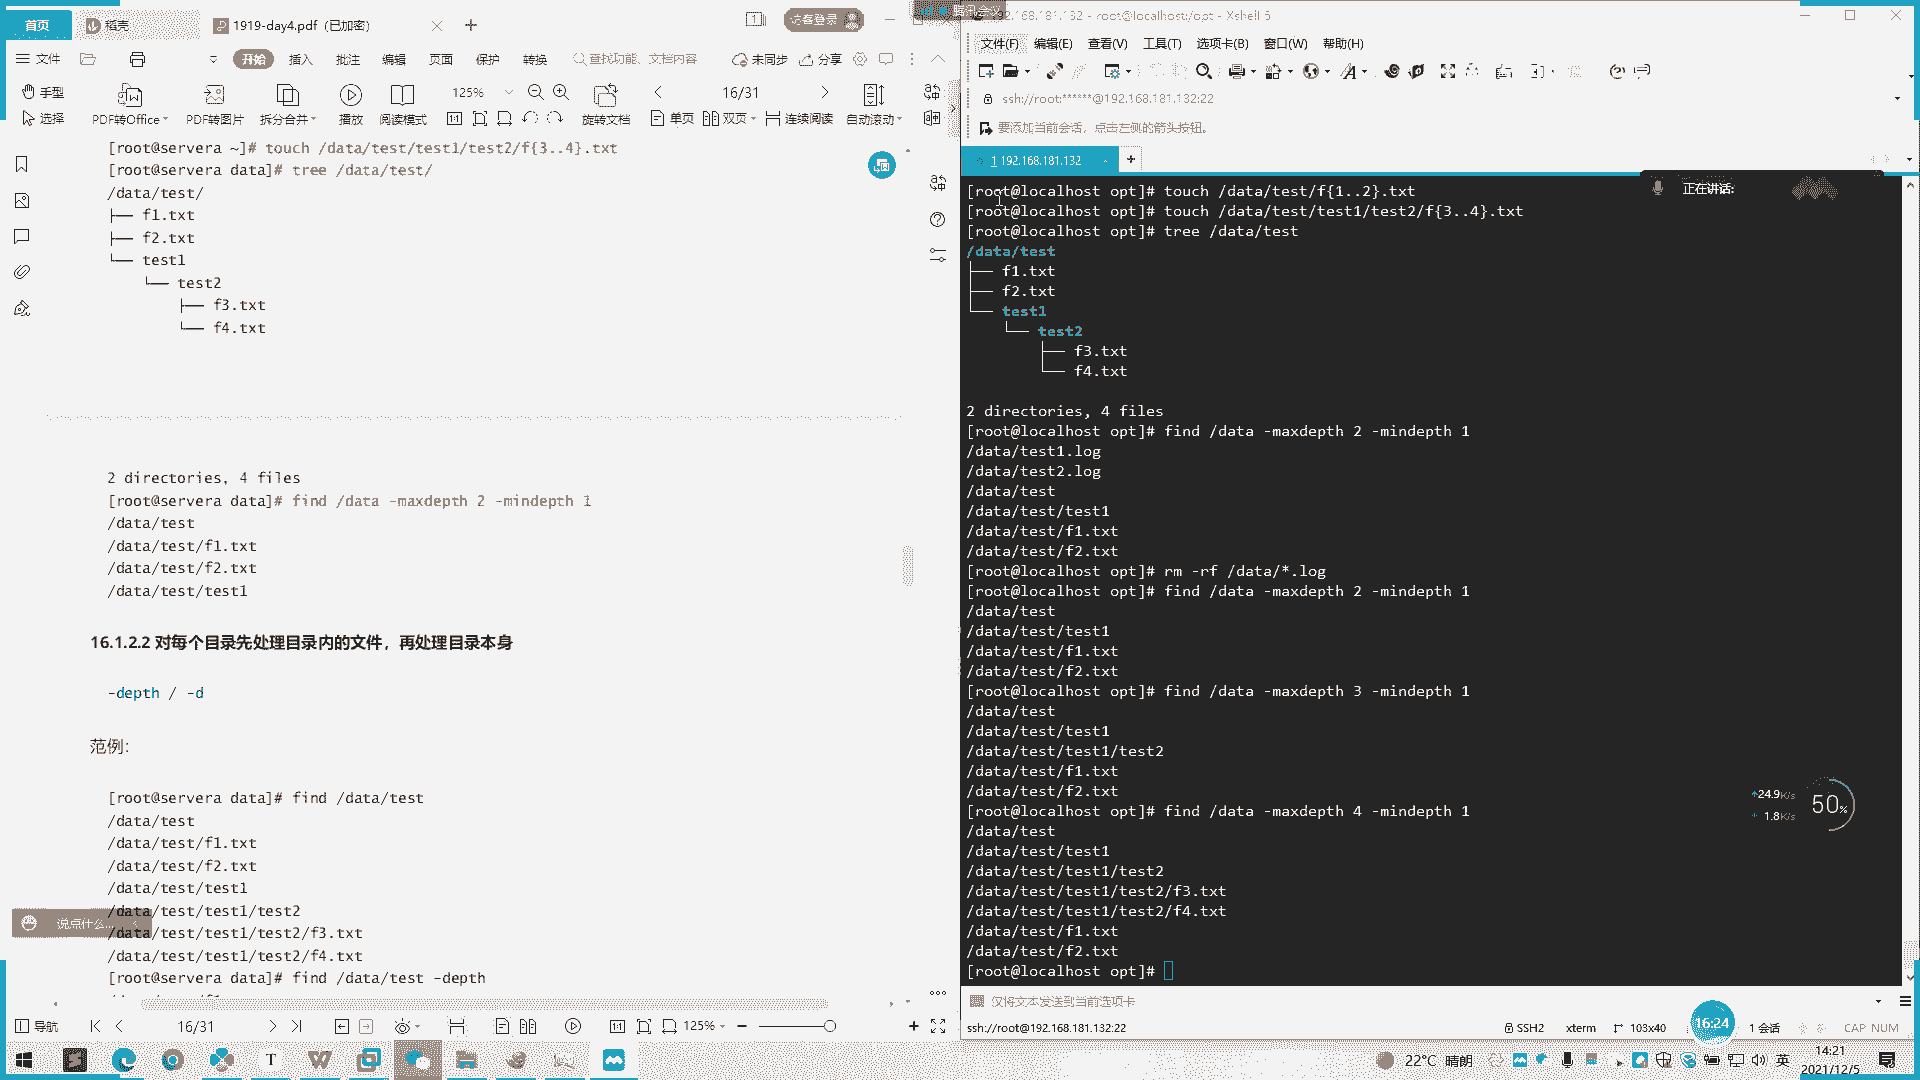 首页
稻壳
1919-day4.pdf（已加密）
访客登录
文件
开始
插入
批注
编辑
页面
保护
转换
查找功能、文档内容
未同步
分享
手型
选择
PDF转Office
PDF转图片
拆分合并
播放
阅读模式
125%
旋转文档
16/31
单页
双页
连续阅读
自动滚动
[root@servera ~]# touch /data/test/test1/test2/f{3..4}.txt
[root@servera data]# tree /data/test/
/data/test/
├── f1.txt
├── f2.txt
└── test1
└── test2
├── f3.txt
└── f4.txt
2 directories, 4 files
[root@servera data]# find /data -maxdepth 2 -mindepth 1
/data/test
/data/test/f1.txt
/data/test/f2.txt
/data/test/test1
16.1.2.2 对每个目录先处理目录内的文件，再处理目录本身
-depth / -d
范例：
[root@servera data]# find /data/test
/data/test
/data/test/f1.txt
/data/test/f2.txt
/data/test/test1
/data/test/test1/test2
/data/test/test1/test2/f3.txt
/data/test/test1/test2/f4.txt
[root@servera data]# find /data/test -depth
说点什么...
导航
16/31
125%
腾讯会议
192.168.181.132 - root@localhost:/opt - Xshell 6
文件(F)
编辑(E)
查看(V)
工具(T)
选项卡(B)
窗口(W)
帮助(H)
ssh://root:******@192.168.181.132:22
要添加当前会话，点击左侧的箭头按钮。
1 192.168.181.132
正在讲话:
[root@localhost opt]# touch /data/test/f{1..2}.txt
[root@localhost opt]# touch /data/test/test1/test2/f{3..4}.txt
[root@localhost opt]# tree /data/test
/data/test
├── f1.txt
├── f2.txt
└── test1
└── test2
├── f3.txt
└── f4.txt
2 directories, 4 files
[root@localhost opt]# find /data -maxdepth 2 -mindepth 1
/data/test1.log
/data/test2.log
/data/test
/data/test/test1
/data/test/f1.txt
/data/test/f2.txt
[root@localhost opt]# rm -rf /data/*.log
[root@localhost opt]# find /data -maxdepth 2 -mindepth 1
/data/test
/data/test/test1
/data/test/f1.txt
/data/test/f2.txt
[root@localhost opt]# find /data -maxdepth 3 -mindepth 1
/data/test
/data/test/test1
/data/test/test1/test2
/data/test/f1.txt
/data/test/f2.txt
[root@localhost opt]# find /data -maxdepth 4 -mindepth 1
/data/test
/data/test/test1
/data/test/test1/test2
/data/test/test1/test2/f3.txt
/data/test/test1/test2/f4.txt
/data/test/f1.txt
/data/test/f2.txt
[root@localhost opt]#
24.9K/s
1.8K/s
50%
仅将文本发送到当前选项卡
ssh://root@192.168.181.132:22
SSH2
xterm
103x40
16:24
1 会话
CAP NUM
22°C 晴朗
英
14:21
2021/12/5